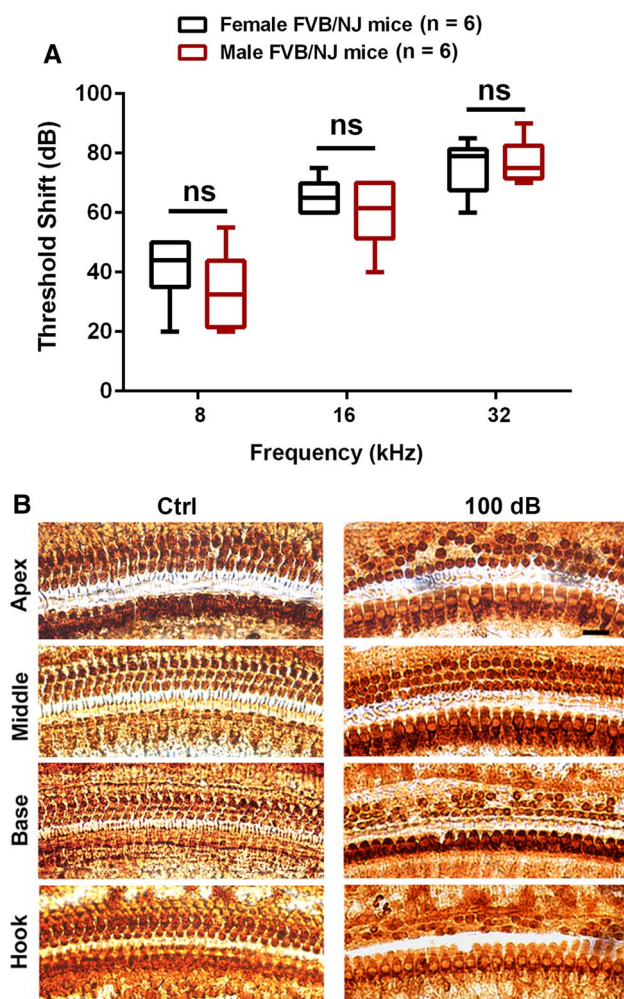 Female FVB/NJ mice (n = 6)
Male FVB/NJ mice (n = 6)
A
Threshold Shift (dB)
100
80
60
40
20
0
ns
ns
ns
8
16
32
Frequency (kHz)
B
Ctrl
100 dB
Apex
Middle
Base
Hook